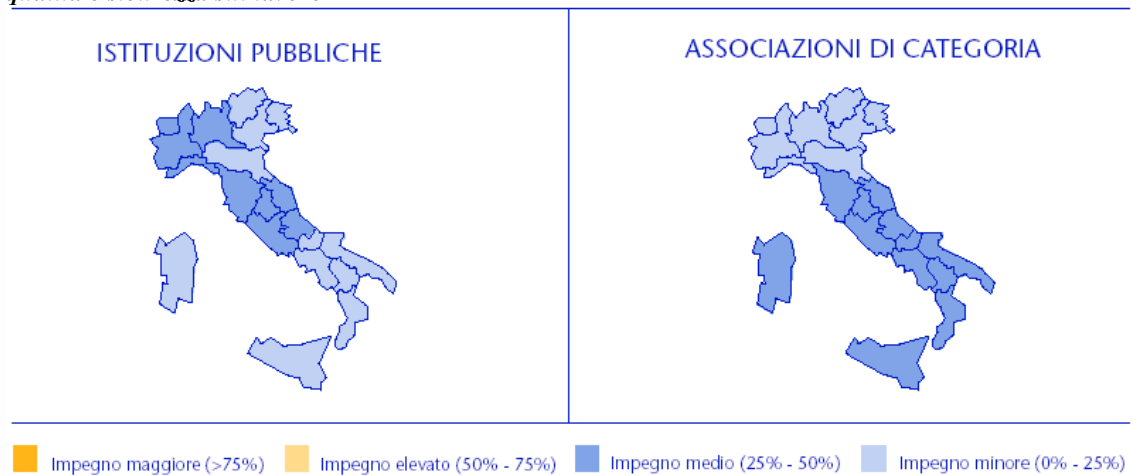 ISTITUZIONI PUBBLICHE
ASSOCIAZIONI DI CATEGORIA
Impegno maggiore (>75%)
Impegno elevato (50% - 75%)
Impegno medio (25% - 50%)
Impegno minore (0% - 25%)